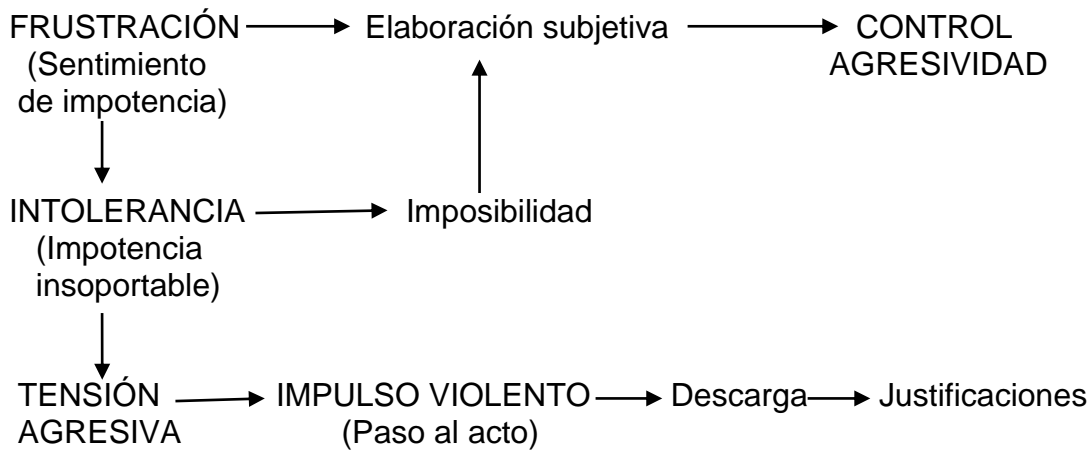 FRUSTRACIÓN Elaboración subjetiva CONTROL
(Sentimiento AGRESIVIDAD
de impotencia)
INTOLERANCIA Imposibilidad
(Impotencia
insoportable)
TENSIÓN IMPULSO VIOLENTO Descarga Justificaciones
AGRESIVA (Paso al acto)